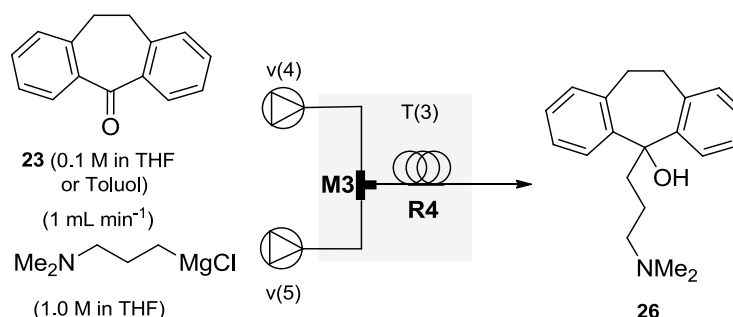 O
23 (0.1 M in THF
or Toluol)
(1 mL min⁻¹)
Me₂N
MgCl
(1.0 M in THF)
v(4)
T(3)
M3
R4
v(5)
OH
NMe₂
26